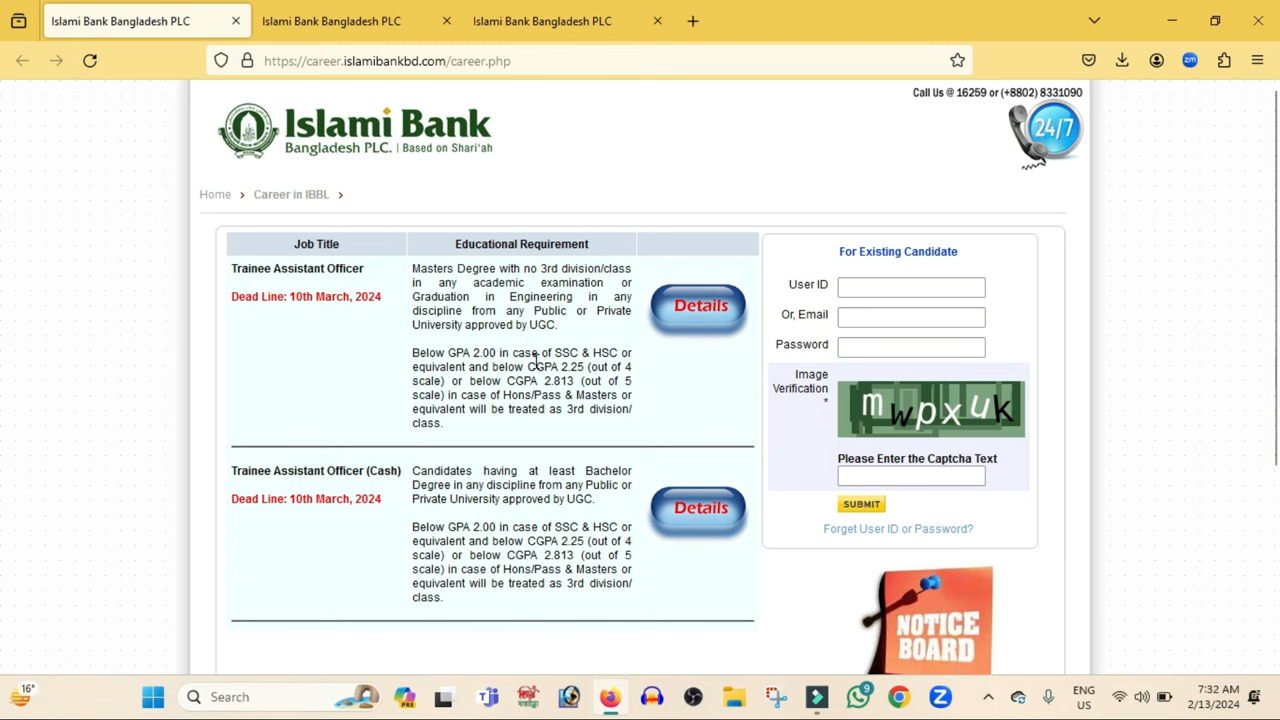 Islami Bank Bangladesh PLC
Islami Bank Bangladesh PLC
Islami Bank Bangladesh PLC
https://career.islamibankbd.com/career.php
zm
Call Us @ 16259 or (+8802) 8331090
24/7
Islami Bank
Bangladesh PLC. | Based on Shari'ah
Home > Career in IBBL >
Job Title
Educational Requirement
Trainee Assistant Officer
Dead Line: 10th March, 2024
Masters Degree with no 3rd division/class
in any academic examination or
Graduation in Engineering in any
discipline from any Public or Private
University approved by UGC.
Below GPA 2.00 in case of SSC & HSC or
equivalent and below CGPA 2.25 (out of 4
scale) or below CGPA 2.813 (out of 5
scale) in case of Hons/Pass & Masters or
equivalent will be treated as 3rd division/
class.
Details
Trainee Assistant Officer (Cash)
Dead Line: 10th March, 2024
Candidates having at least Bachelor
Degree in any discipline from any Public or
Private University approved by UGC.
Below GPA 2.00 in case of SSC & HSC or
equivalent and below CGPA 2.25 (out of 4
scale) or below CGPA 2.813 (out of 5
scale) in case of Hons/Pass & Masters or
equivalent will be treated as 3rd division/
class.
Details
For Existing Candidate
User ID
Or, Email
Password
Image
Verification
*
mwpxuk
Please Enter the Captcha Text
SUBMIT
Forget User ID or Password?
NOTICE
BOARD
16°
Search
PRE
9
ENG
US
7:32 AM
2/13/2024